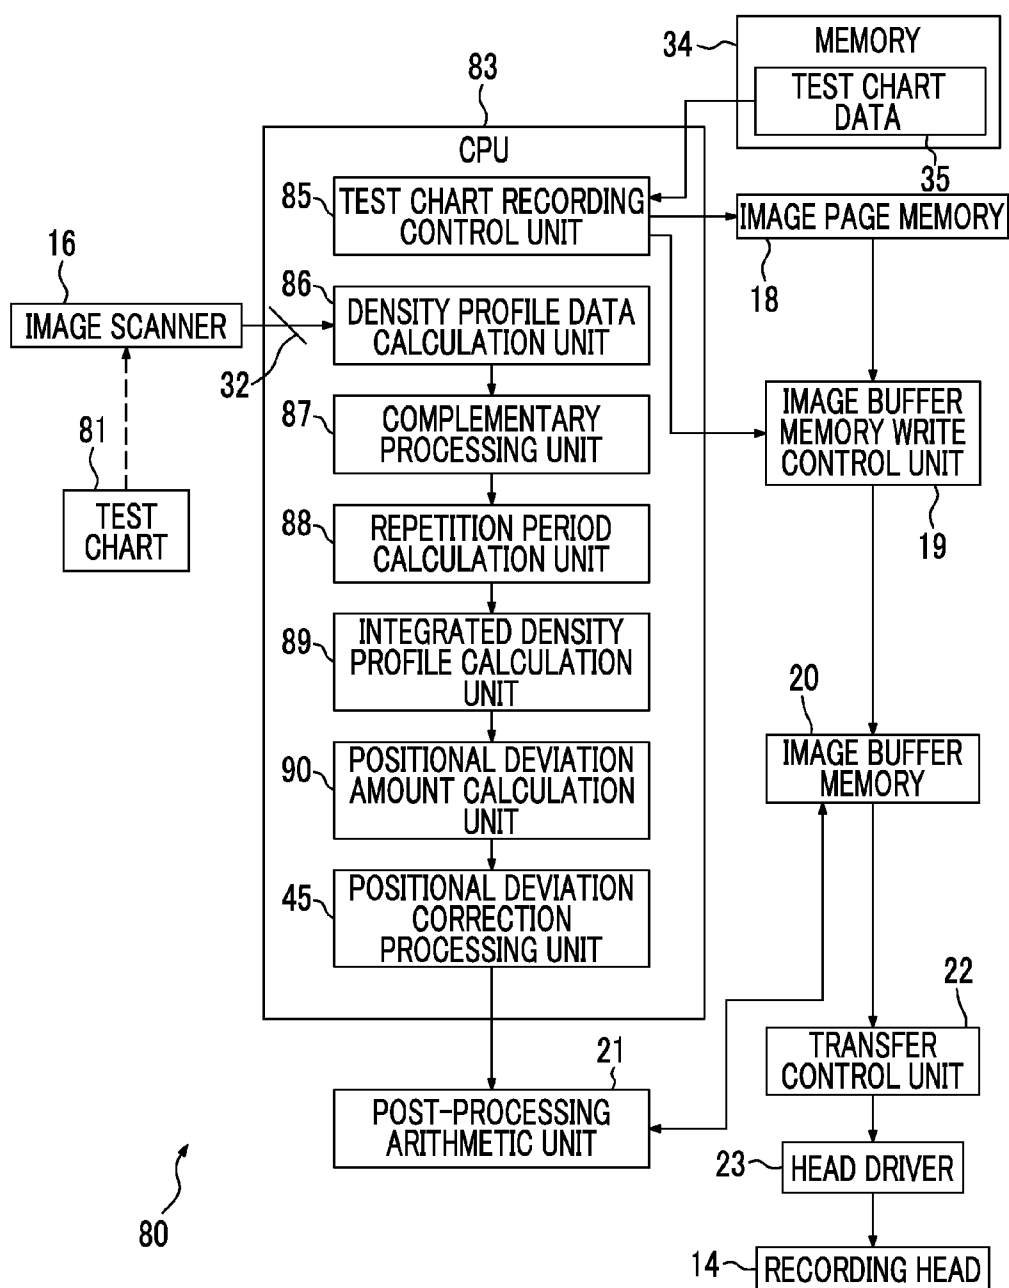 34
MEMORY
TEST CHART
DATA
35
83
CPU
85
TEST CHART RECORDING
CONTROL UNIT
IMAGE PAGE MEMORY
18
16
IMAGE SCANNER
32
86
DENSITY PROFILE DATA
CALCULATION UNIT
81
TEST
CHART
87
COMPLEMENTARY
PROCESSING UNIT
IMAGE BUFFER
MEMORY WRITE
CONTROL UNIT
19
88
REPETITION PERIOD
CALCULATION UNIT
89
INTEGRATED DENSITY
PROFILE CALCULATION
UNIT
20
IMAGE BUFFER
MEMORY
90
POSITIONAL DEVIATION
AMOUNT CALCULATION
UNIT
45
POSITIONAL DEVIATION
CORRECTION
PROCESSING UNIT
22
TRANSFER
CONTROL UNIT
21
POST-PROCESSING
ARITHMETIC UNIT
23
HEAD DRIVER
80
14
RECORDING HEAD